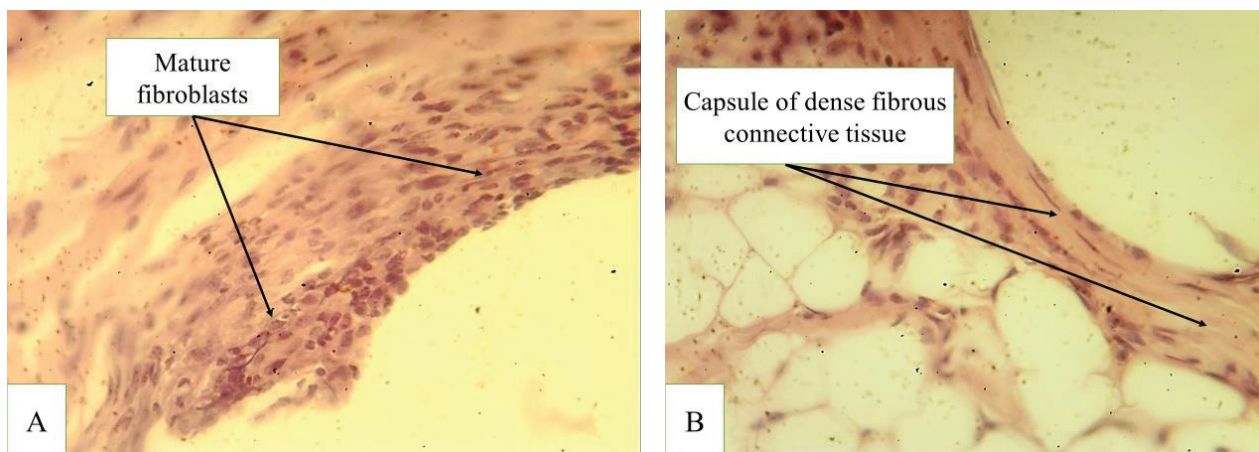 Mature
fibroblasts
A
Capsule of dense fibrous
connective tissue
B